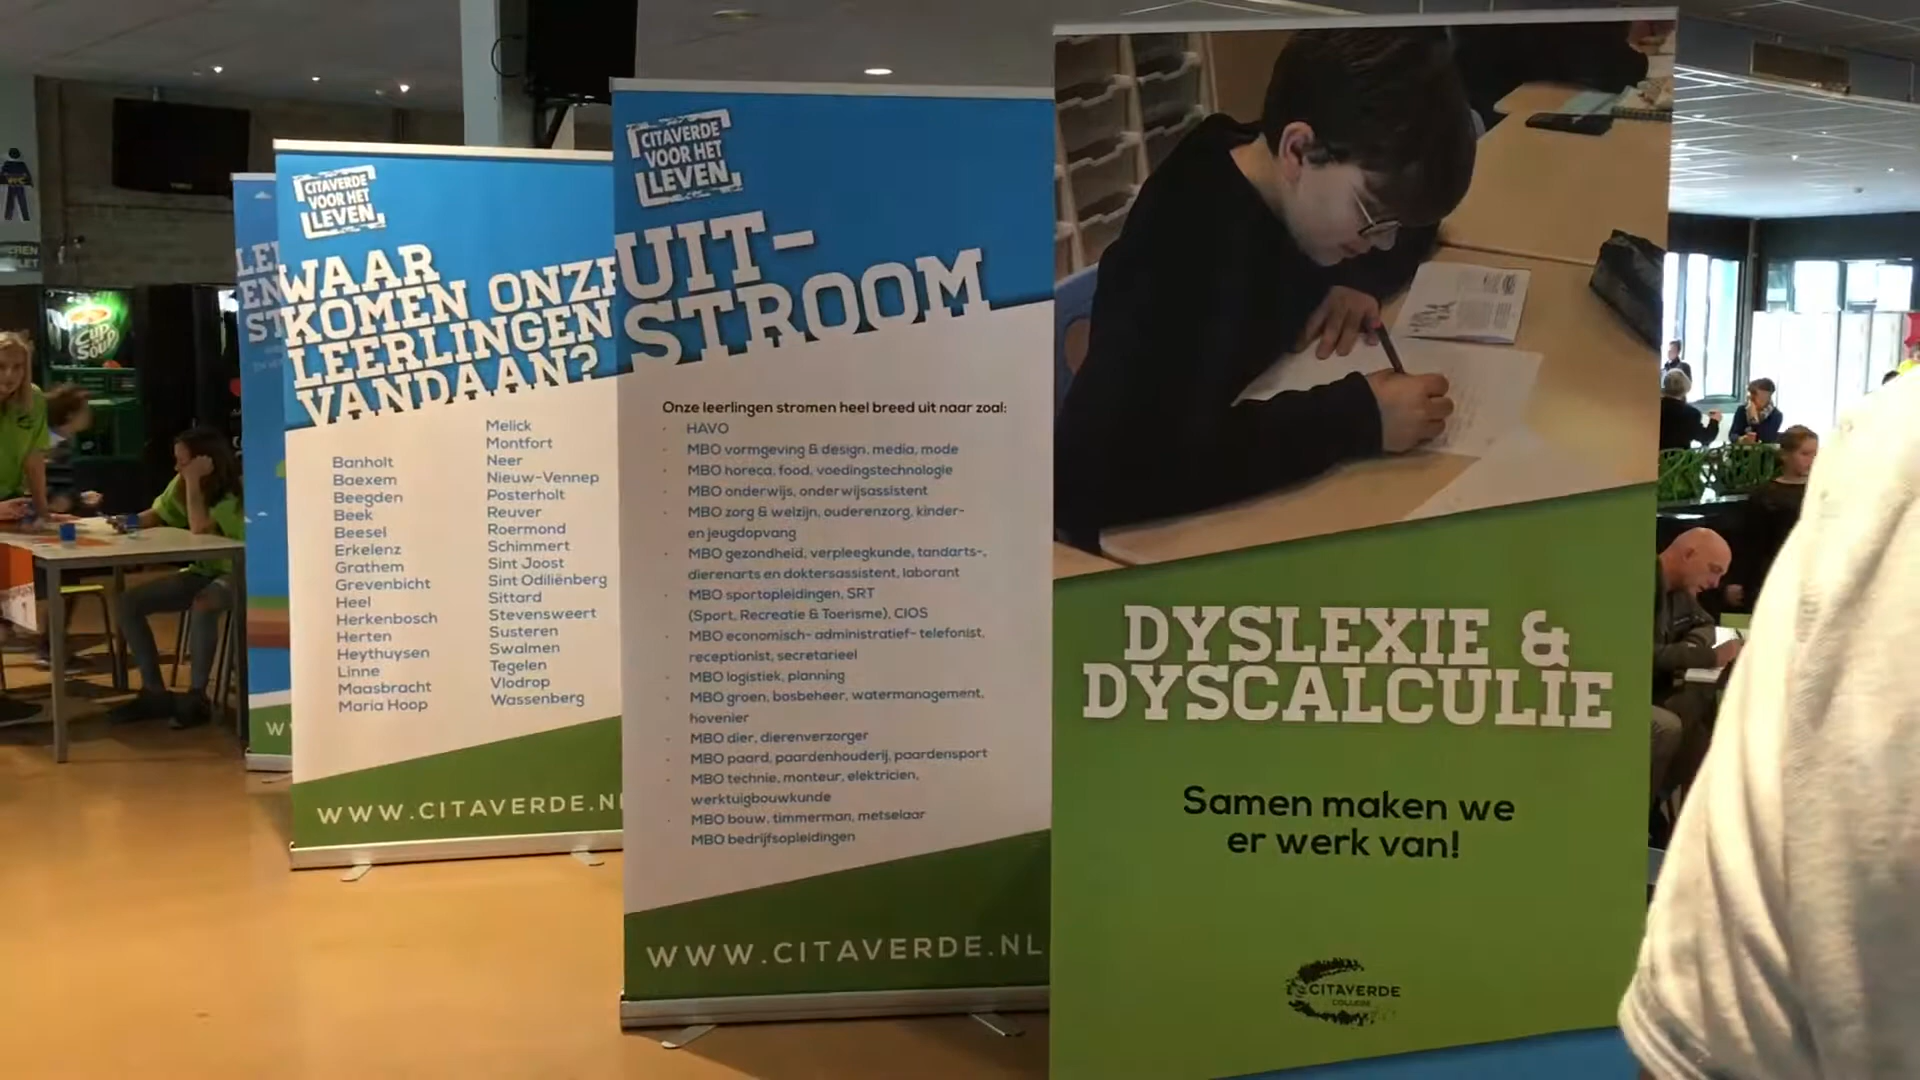 CITAVERDE
VOOR HET
LEVEN
WAAR
KOMEN ONZE
LEERLINGEN
VANDAAN?
Banholt
Baexem
Beegden
Beek
Beesel
Erkelenz
Grathem
Grevenbicht
Heel
Herkenbosch
Herten
Heythuysen
Linne
Maasbracht
Maria Hoop
Melick
Montfort
Neer
Nieuw-Vennep
Posterholt
Reuver
Roermond
Schimmert
Sint Joost
Sint Odiliënberg
Sittard
Stevensweert
Susteren
Swalmen
Tegelen
Vlodrop
Wassenberg
WWW.CITAVERDE.NL
CITAVERDE
VOOR HET
LEVEN
UIT-
STROOM
Onze leerlingen stromen heel breed uit naar zoal:
· HAVO
· MBO vormgeving & design, media, mode
· MBO horeca, food, voedingstechnologie
· MBO onderwijs, onderwijsassistent
· MBO zorg & welzijn, ouderenzorg, kinder-
en jeugdopvang
· MBO gezondheid, verpleegkunde, tandarts-,
dierenarts en doktersassistent, laborant
· MBO sportopleidingen, SRT
(Sport, Recreatie & Toerisme), CIOS
· MBO economisch- administratief- telefonist,
receptionist, secretarieel
· MBO logistiek, planning
· MBO groen, bosbeheer, watermanagement,
hovenier
· MBO dier, dierenverzorger
· MBO paard, paardenhouderij, paardensport
· MBO technie, monteur, elektricien,
werktuigbouwkunde
· MBO bouw, timmerman, metselaar
· MBO bedrijfsopleidingen
WWW.CITAVERDE.NL
DYSLEXIE &
DYSCALCULIE
Samen maken we
er werk van!
CITAVERDE
COLLEGE
Cup
a
Soup